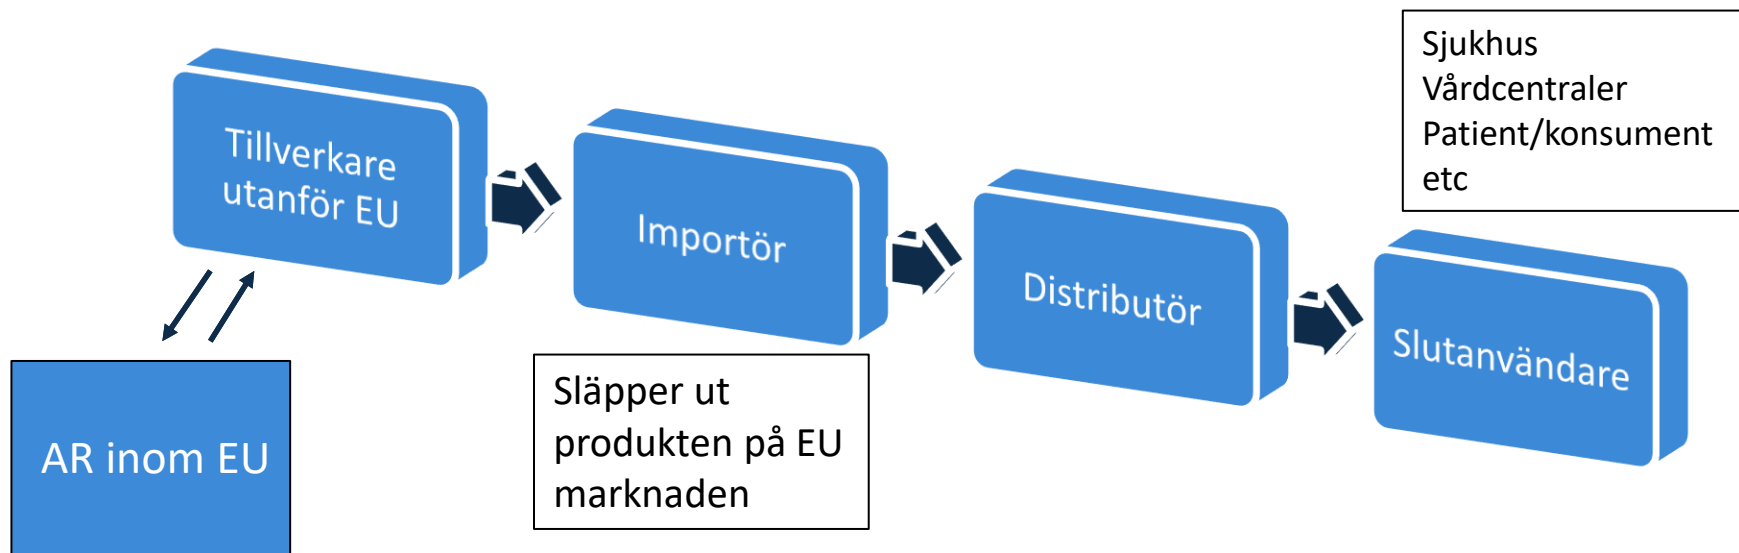 Tillverkare
utanför EU
Importör
Distributör
Slutanvändare
Sjukhus
Vårdcentraler
Patient/konsument
etc
AR inom EU
Släpper ut
produkten på EU
marknaden